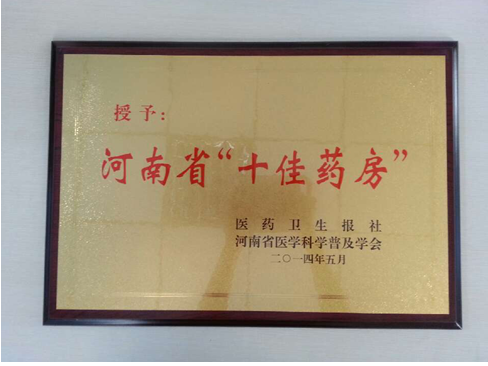 授予：
河南省“十佳药房”
医药卫生报社
河南省医学科学普及学会
二〇一四年五月